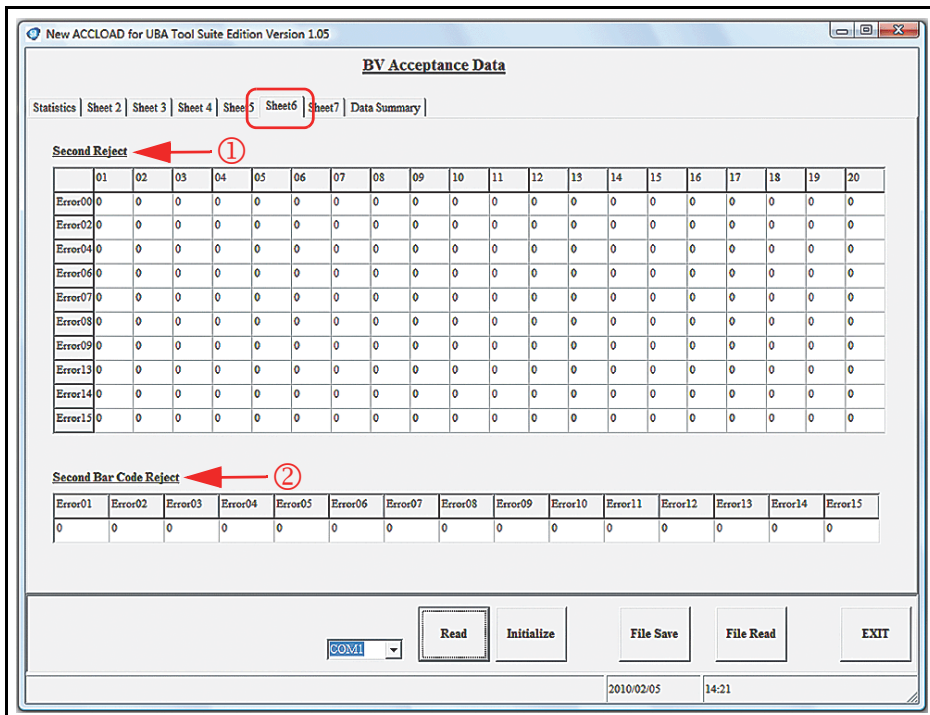 New ACCLOAD for UBA Tool Suite Edition Version 1.05
BV Acceptance Data
Statistics Sheet 2 Sheet 3 Sheet 4 Sheet5 Sheet6 Sheet7 Data Summary
Second Reject ①
01 02 03 04 05 06 07 08 09 10 11 12 13 14 15 16 17 18 19 20
Error00 0 0 0 0 0 0 0 0 0 0 0 0 0 0 0 0 0 0 0 0
Error02 0 0 0 0 0 0 0 0 0 0 0 0 0 0 0 0 0 0 0 0
Error04 0 0 0 0 0 0 0 0 0 0 0 0 0 0 0 0 0 0 0 0
Error06 0 0 0 0 0 0 0 0 0 0 0 0 0 0 0 0 0 0 0 0
Error07 0 0 0 0 0 0 0 0 0 0 0 0 0 0 0 0 0 0 0 0
Error08 0 0 0 0 0 0 0 0 0 0 0 0 0 0 0 0 0 0 0 0
Error09 0 0 0 0 0 0 0 0 0 0 0 0 0 0 0 0 0 0 0 0
Error13 0 0 0 0 0 0 0 0 0 0 0 0 0 0 0 0 0 0 0 0
Error14 0 0 0 0 0 0 0 0 0 0 0 0 0 0 0 0 0 0 0 0
Error15 0 0 0 0 0 0 0 0 0 0 0 0 0 0 0 0 0 0 0 0
Second Bar Code Reject ②
Error01 Error02 Error03 Error04 Error05 Error06 Error07 Error08 Error09 Error10 Error11 Error12 Error13 Error14 Error15
0 0 0 0 0 0 0 0 0 0 0 0 0 0 0
COM1 Read Initialize File Save File Read EXIT
2010/02/05 14:21